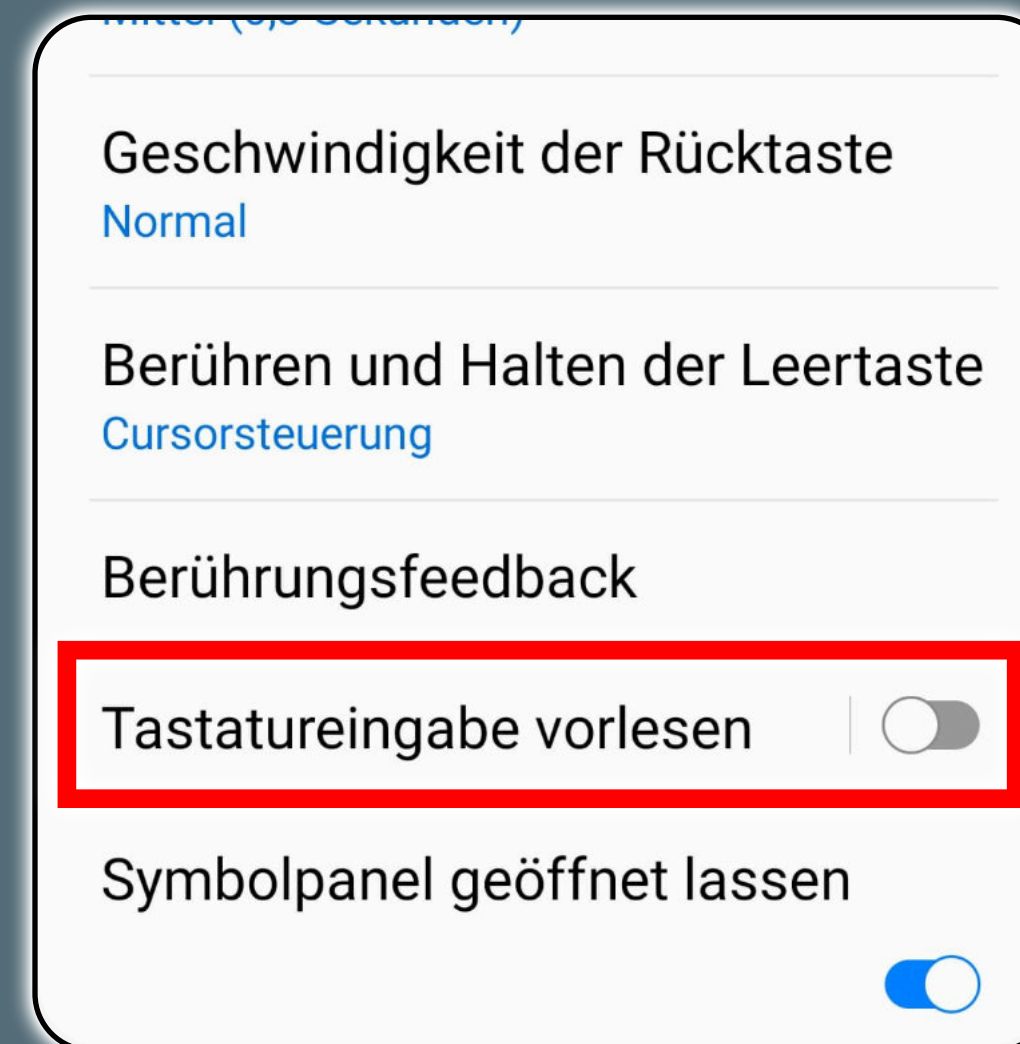 Geschwindigkeit der Rücktaste
Normal
Berühren und Halten der Leertaste
Cursorsteuerung
Berührungsfeedback
Tastatureingabe vorlesen
Symbolpanel geöffnet lassen